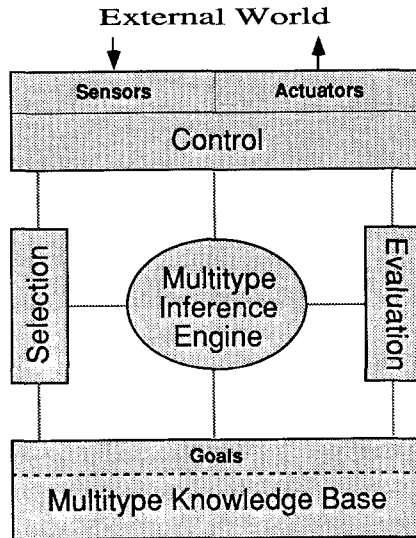 External World
Sensors
Actuators
Control
Selection
Multitype
Inference
Engine
Evaluation
Goals
Multitype Knowledge Base